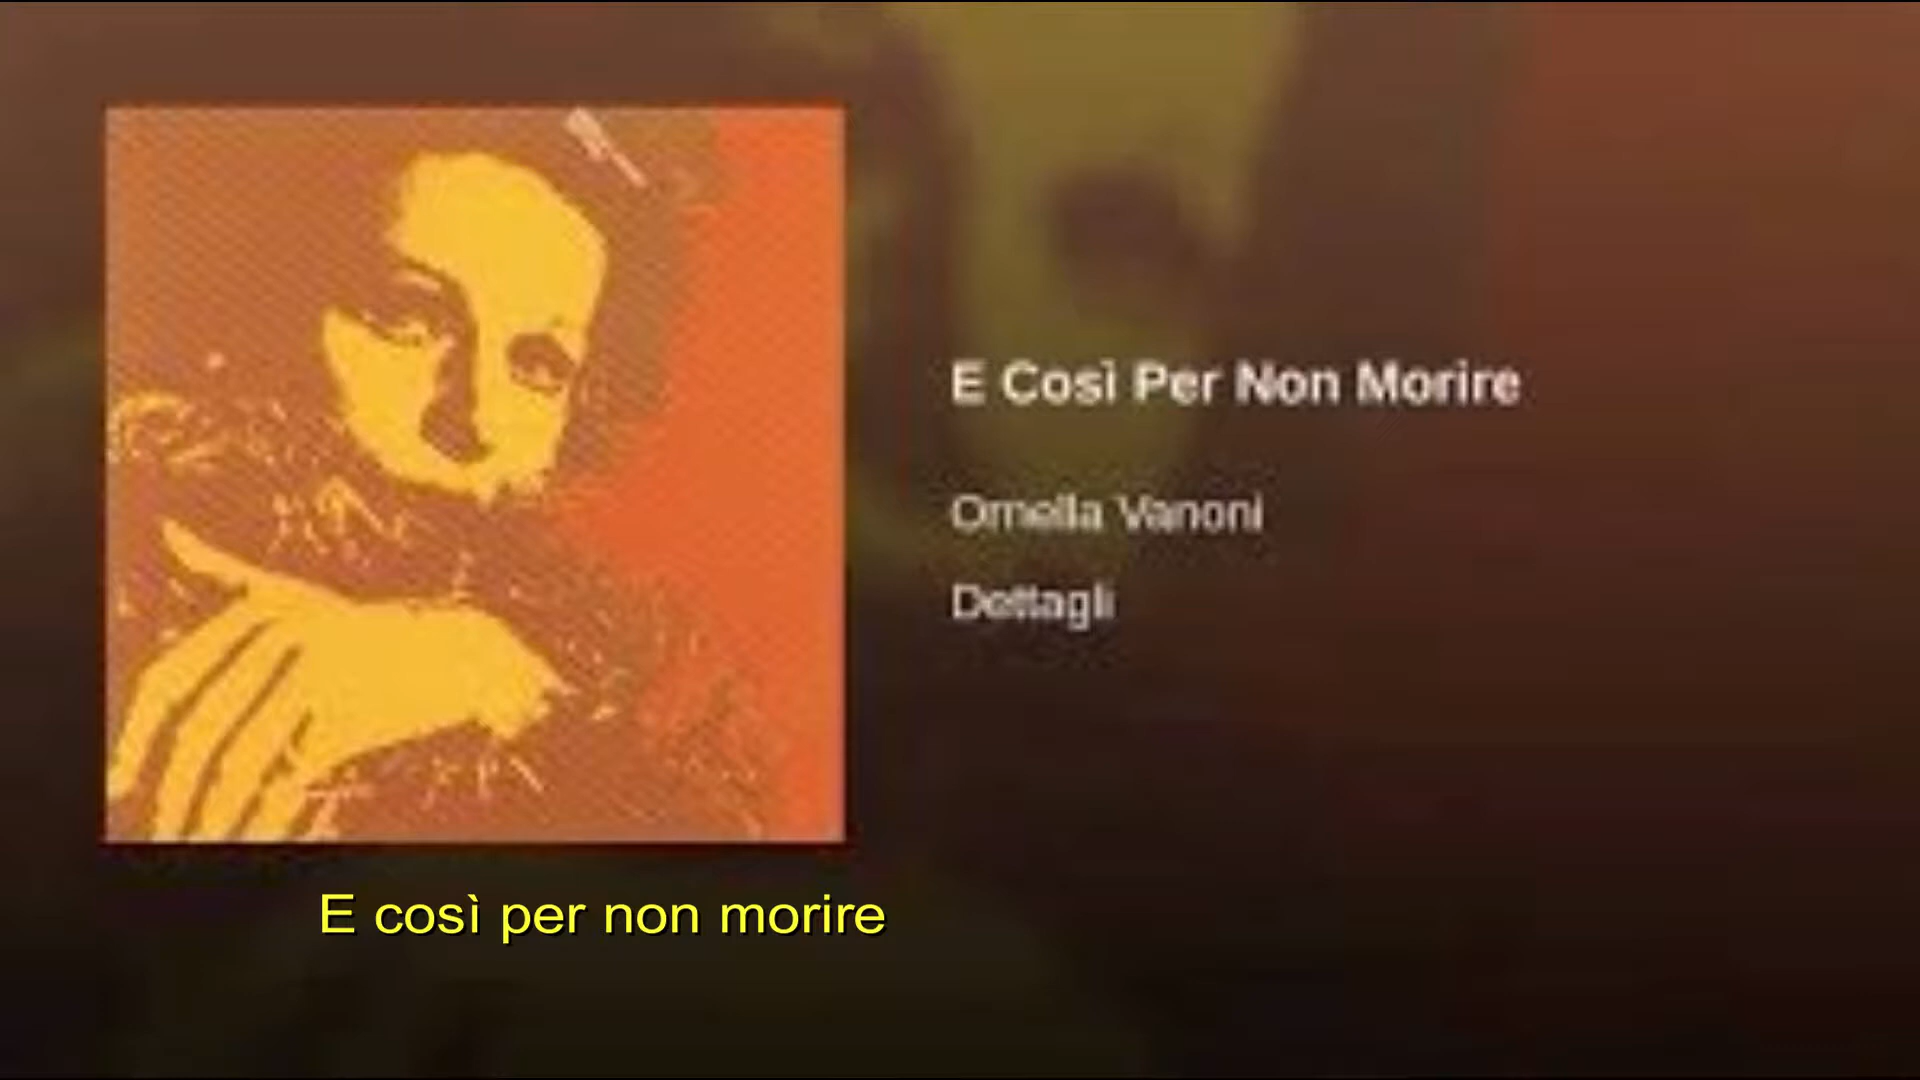 E Così Per Non Morire
Ornella Vanoni
Dettagli
E così per non morire